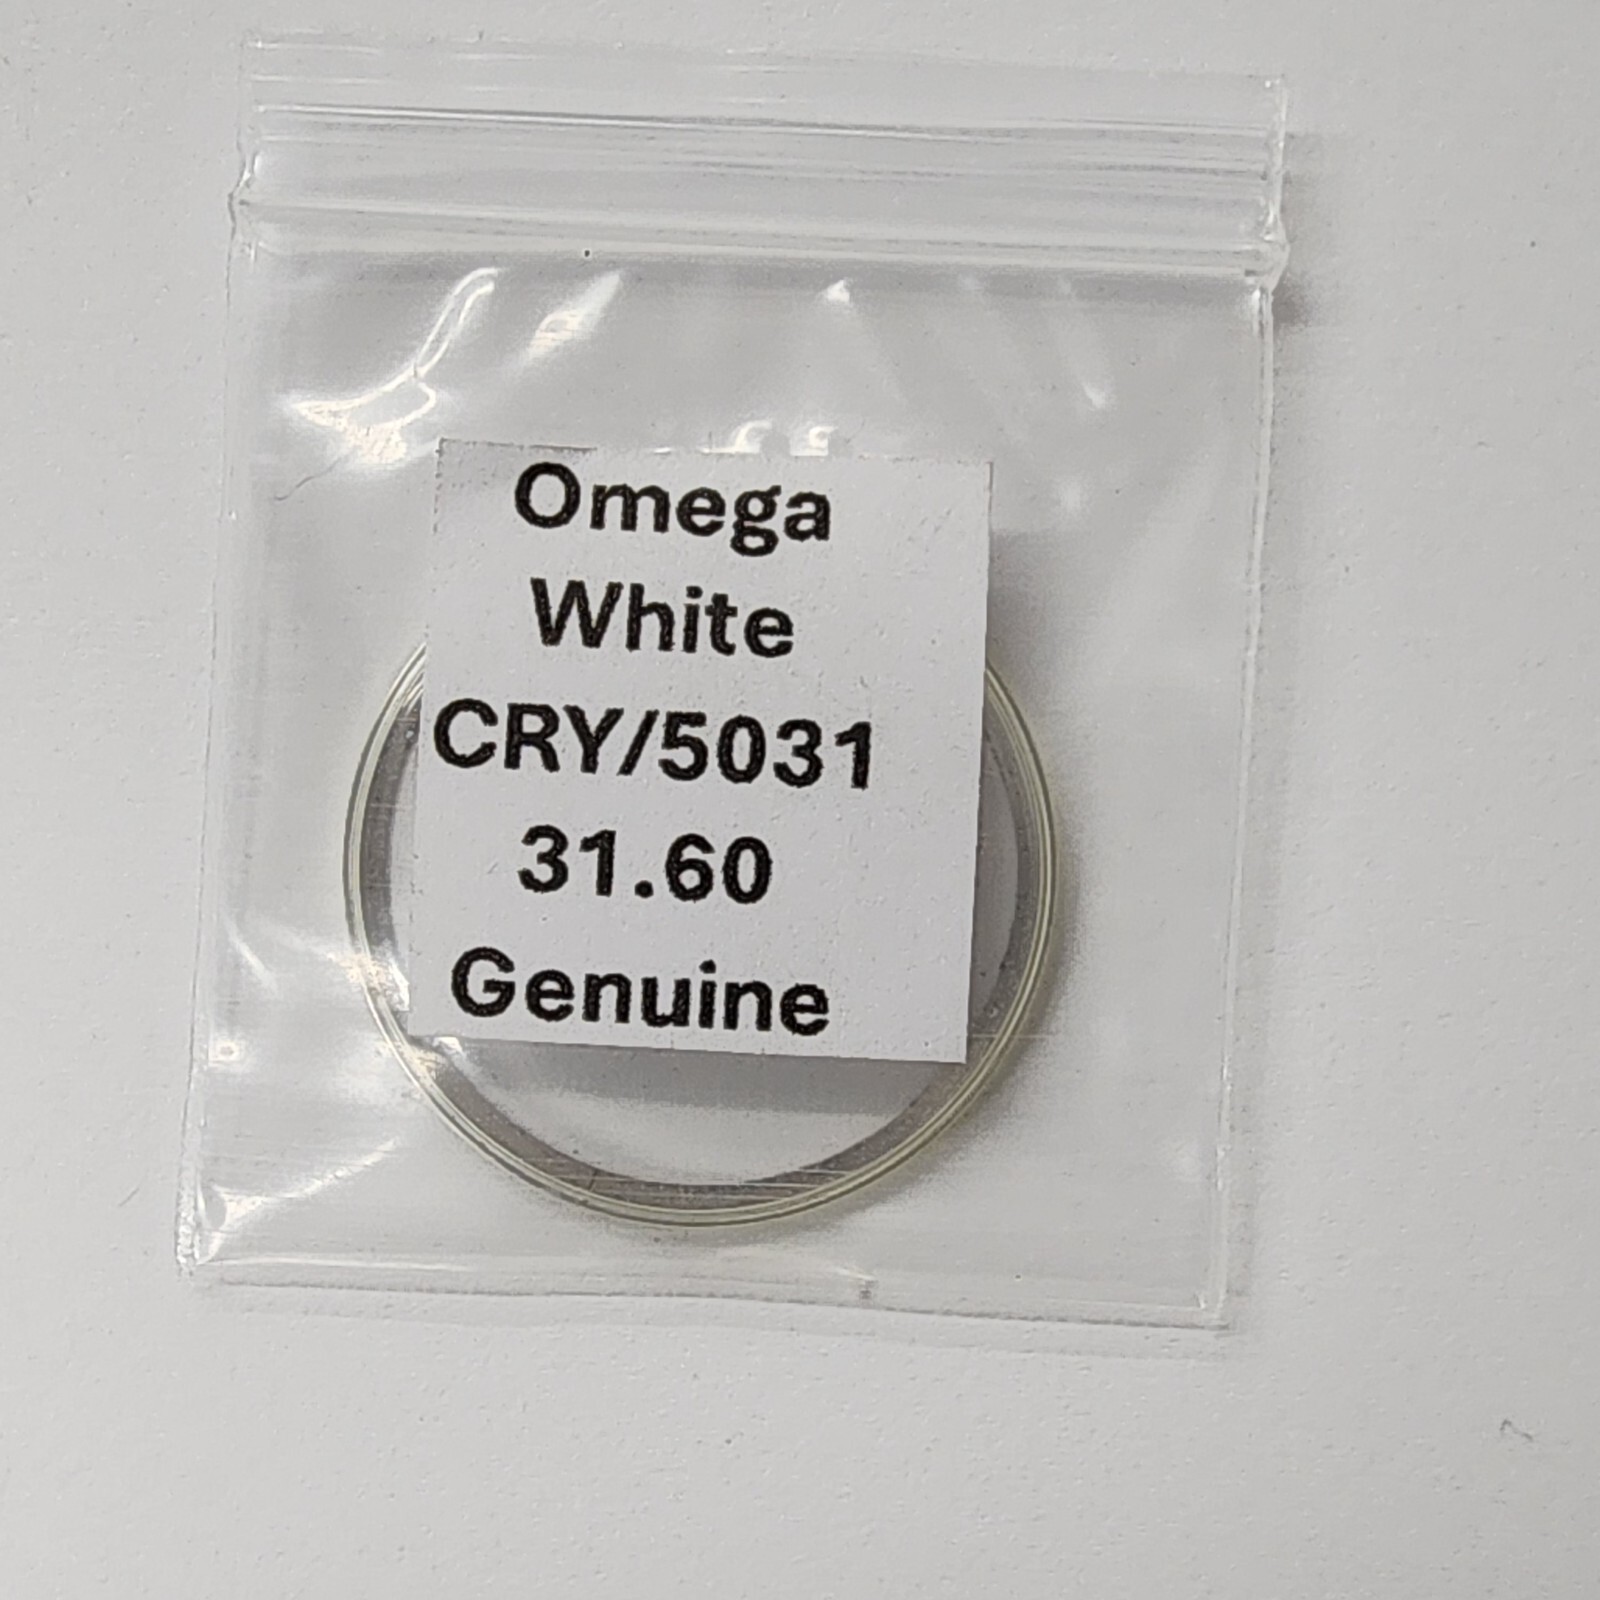 Omega
White
CRY/5031
31.60
Genuine